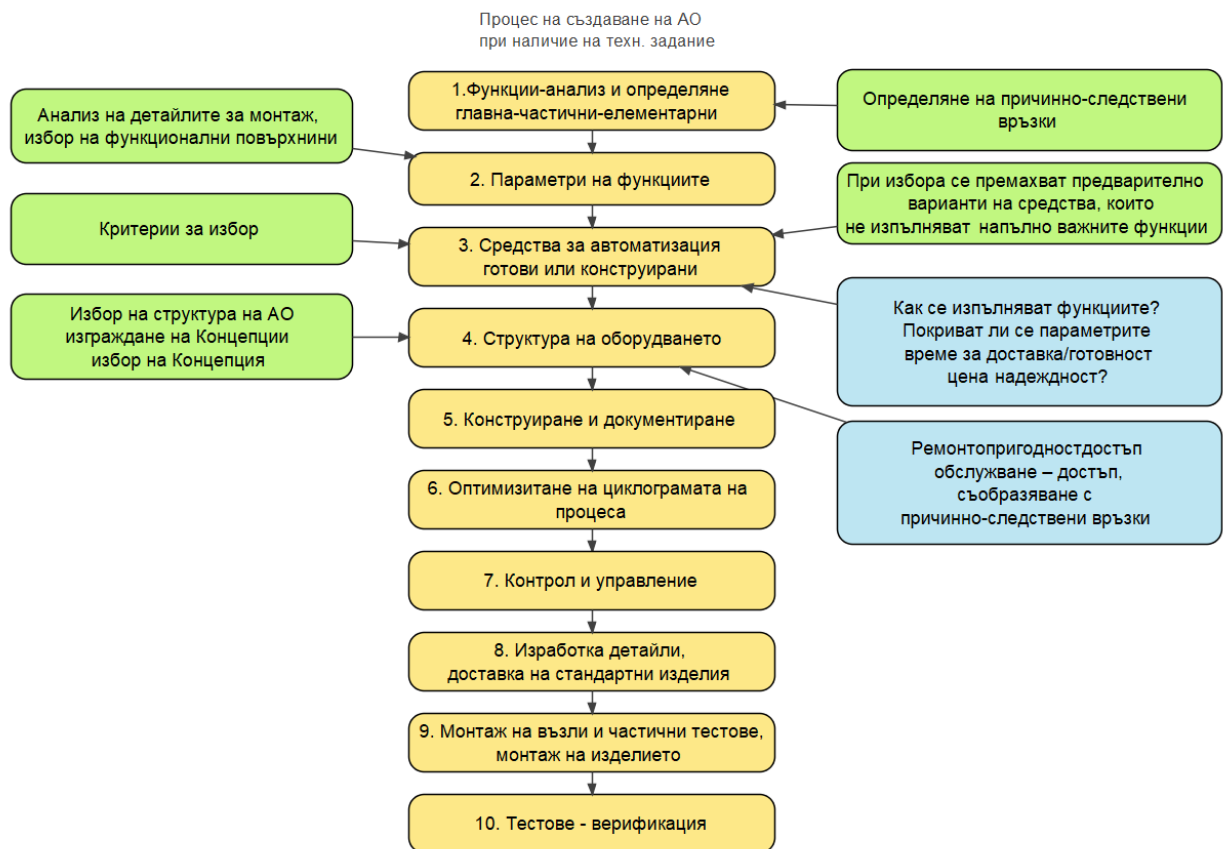 Процес на създаване на АО
при наличие на техн. задание
1.Функции-анализ и определяне
главна-частични-елементарни
Определяне на причинно-следствени
връзки
Анализ на детайлите за монтаж,
избор на функционални повърхнини
2. Параметри на функциите
При избора се премахват предварително
варианти на средства, които
не изпълняват напълно важните функции
Критерии за избор
3. Средства за автоматизация
готови или конструирани
Как се изпълняват функциите?
Покриват ли се параметрите
време за доставка/готовност
цена надеждност?
Избор на структура на АО
изграждане на Концепции
избор на Концепция
4. Структура на оборудването
5. Конструиране и документиране
Ремонтопригодностдостъп
обслужване – достъп,
съобразяване с
причинно-следствени връзки
6. Оптимизитане на циклограмата на
процеса
7. Контрол и управление
8. Изработка детайли,
доставка на стандартни изделия
9. Монтаж на възли и частични тестове,
монтаж на изделието
10. Тестове - верификация